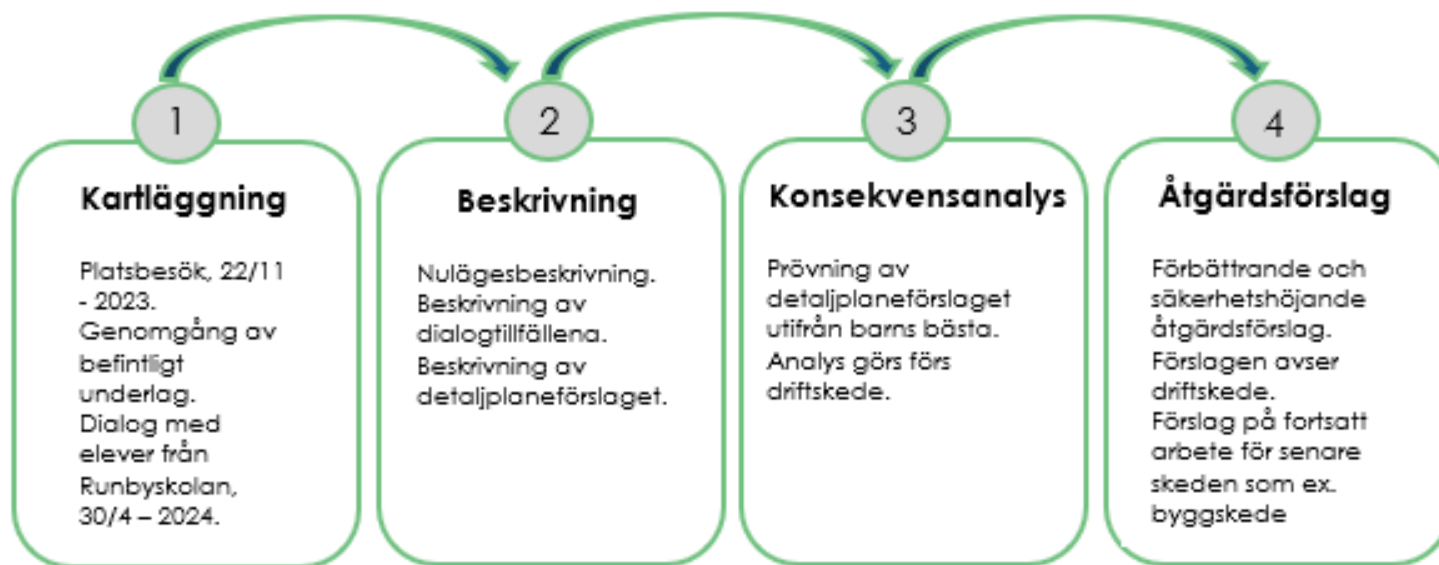 1
Kartläggning
Platsbesök, 22/11
- 2023.
Genomgång av
befintligt
underlag.
Dialog med
elever från
Runbyskolan,
30/4 – 2024.
2
Beskrivning
Nulägesbeskrivning.
Beskrivning av
dialogtillfällena.
Beskrivning av
detaljplaneförslaget.
3
Konsekvensanalys
Prövning av
detaljplaneförslaget
utifrån barns bästa.
Analys görs förs
driftskede.
4
Åtgärdsförslag
Förbättrande och
säkerhetshöjande
åtgärdsförslag.
Förslagen avser
driftskede.
Förslag på fortsatt
arbete för senare
skeden som ex.
byggskede